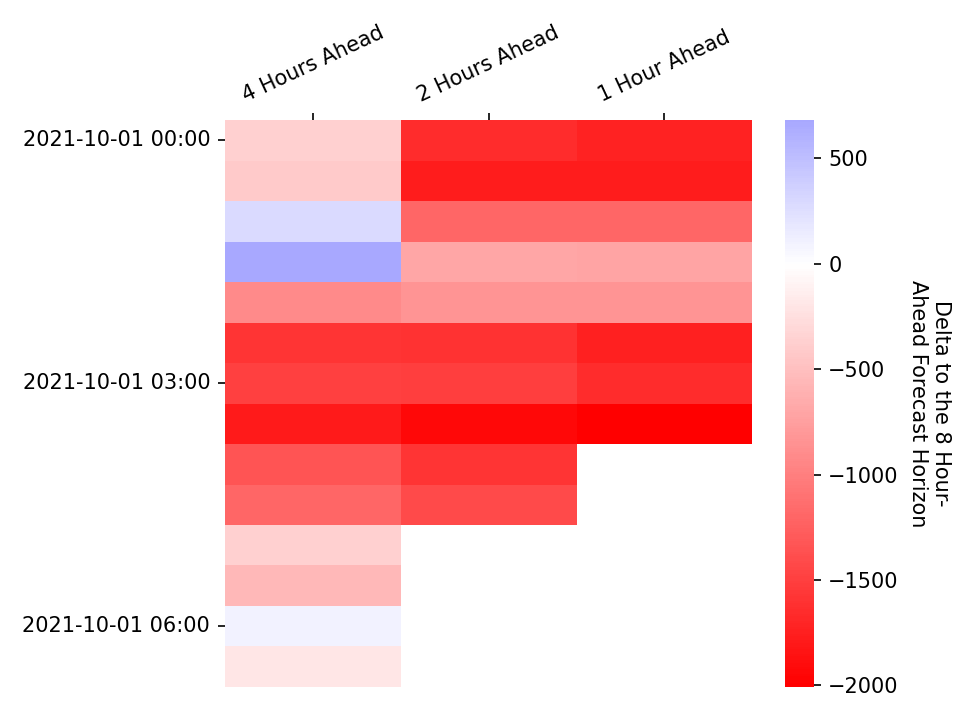 4 Hours Ahead
2 Hours Ahead
1 Hour Ahead
2021-10-01 00:00
2021-10-01 03:00
2021-10-01 06:00
500
0
−500
−1000
−1500
−2000
Delta to the 8 Hour-
Ahead Forecast Horizon